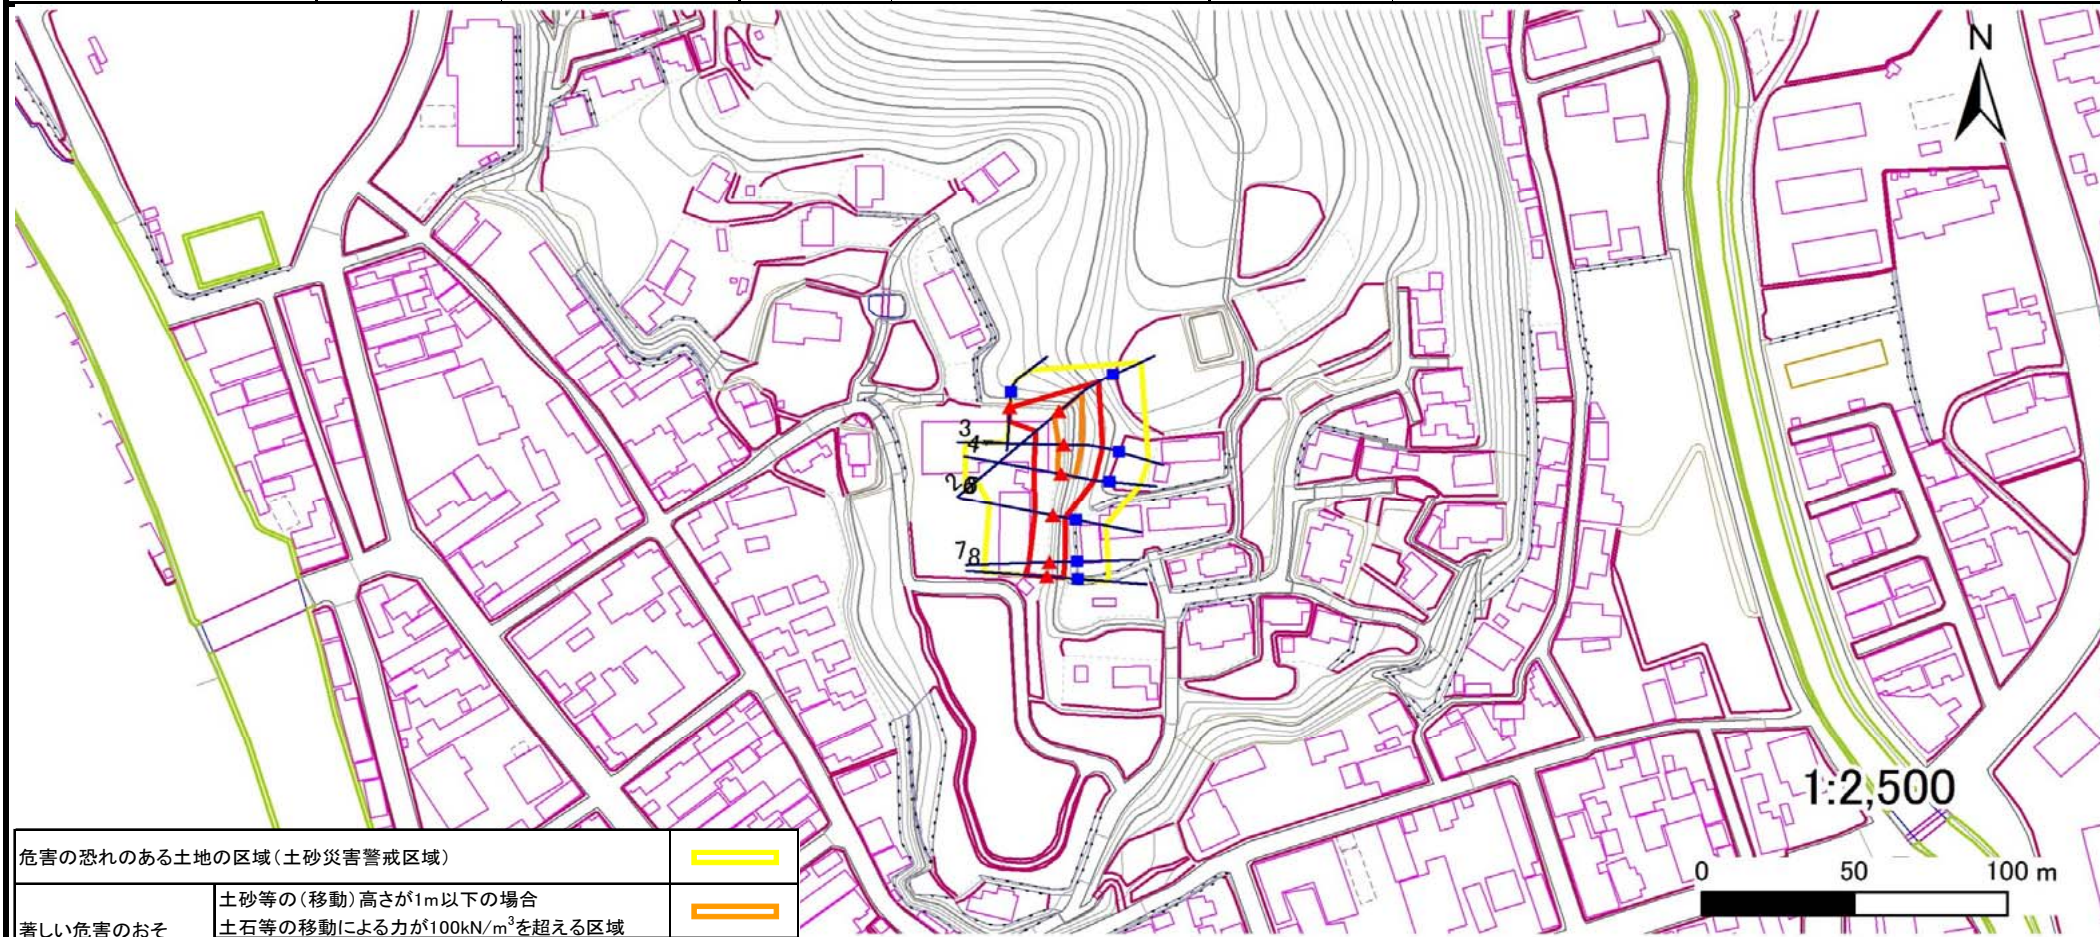 N
3
4
2
7
8
1:2,500
0 50 100 m
危害の恐れのある土地の区域(土砂災害警戒区域)
著しい危害のおそ
土砂等の(移動)高さが1m以下の場合
土石等の移動による力が100kN/m³を超える区域